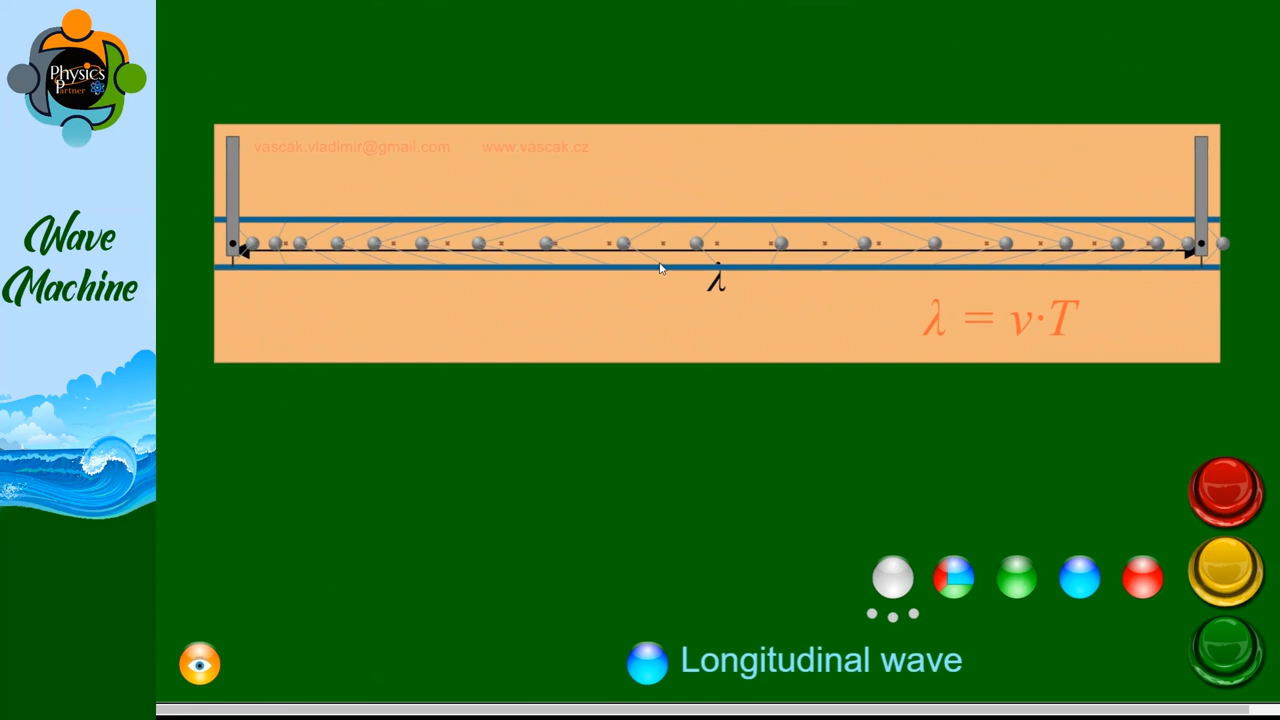 Physics
Partner
Wave
Machine
vascak.vladimir@gmail.com www.vascak.cz
λ
λ = v·T
Longitudinal wave